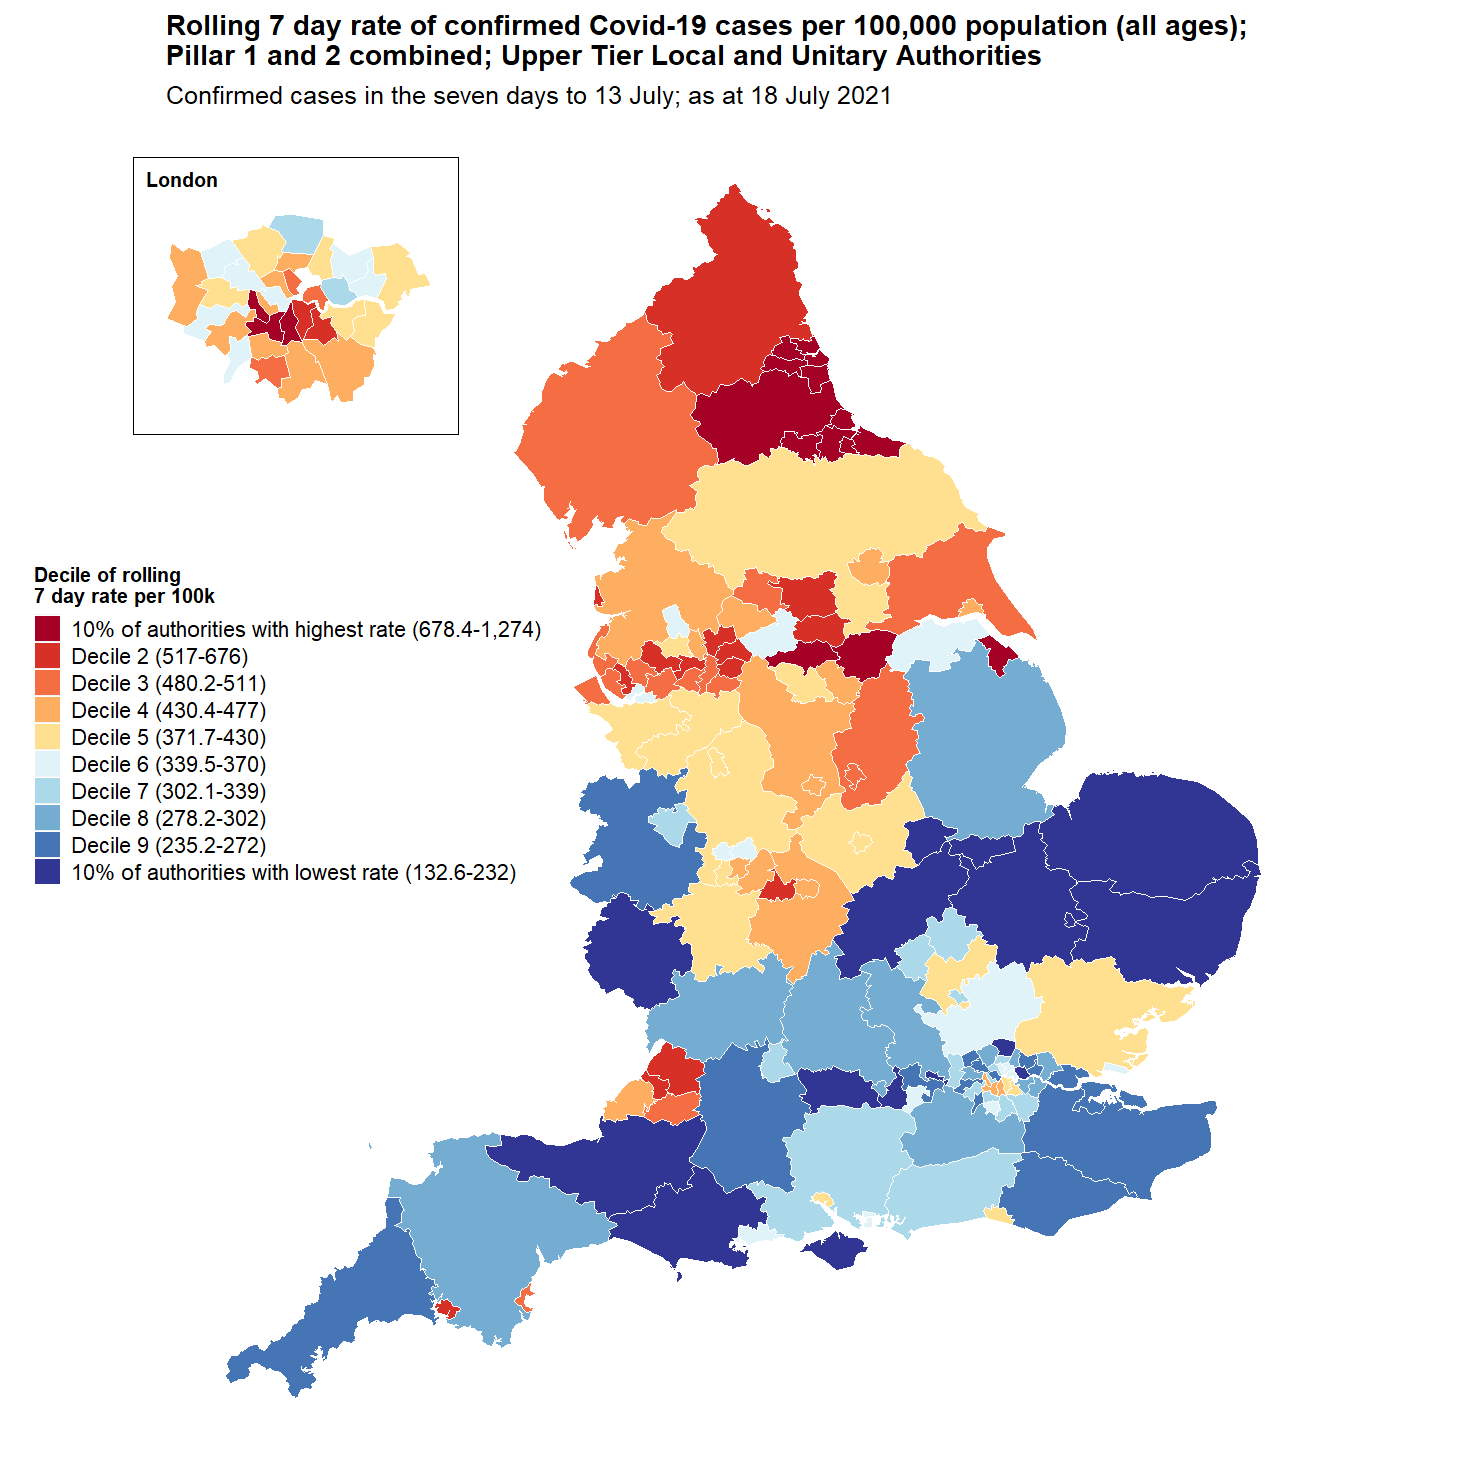 Rolling 7 day rate of confirmed Covid-19 cases per 100,000 population (all ages);
Pillar 1 and 2 combined; Upper Tier Local and Unitary Authorities
Confirmed cases in the seven days to 13 July; as at 18 July 2021
London
Decile of rolling
7 day rate per 100k
10% of authorities with highest rate (678.4-1,274)
Decile 2 (517-676)
Decile 3 (480.2-511)
Decile 4 (430.4-477)
Decile 5 (371.7-430)
Decile 6 (339.5-370)
Decile 7 (302.1-339)
Decile 8 (278.2-302)
Decile 9 (235.2-272)
10% of authorities with lowest rate (132.6-232)